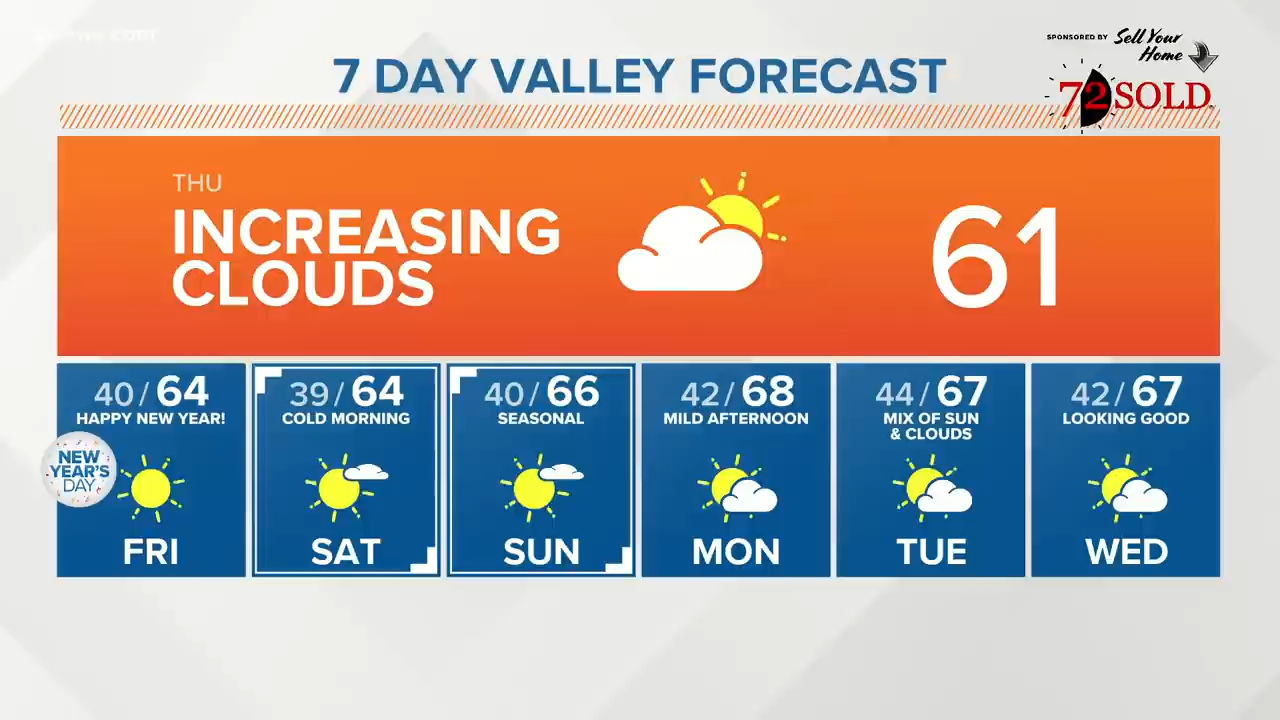 SPONSORED BY Sell Your
Home
72SOLD
7 DAY VALLEY FORECAST
THU
INCREASING
CLOUDS
61
40 / 64
HAPPY NEW YEAR!
NEW
YEAR'S
DAY
FRI
39 / 64
COLD MORNING
SAT
40 / 66
SEASONAL
SUN
42 / 68
MILD AFTERNOON
MON
44 / 67
MIX OF SUN
& CLOUDS
TUE
42 / 67
LOOKING GOOD
WED